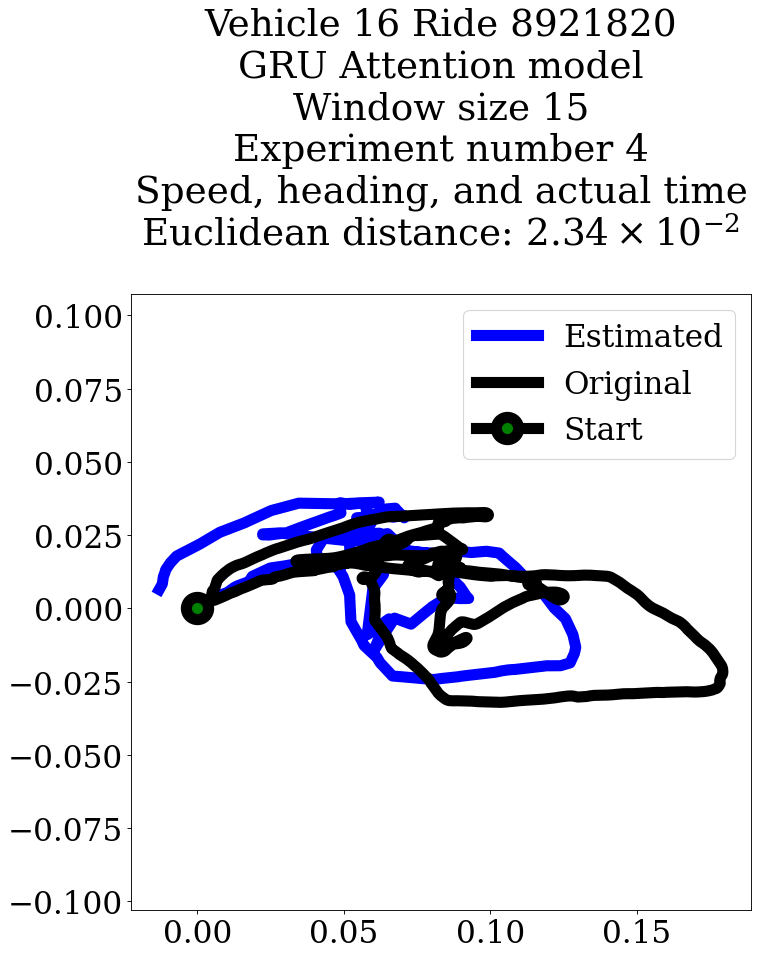 Vehicle 16 Ride 8921820
GRU Attention model
Window size 15
Experiment number 4
Speed, heading, and actual time
Euclidean distance: 2.34 × 10⁻²
Estimated
Original
Start
0.100
0.075
0.050
0.025
0.000
−0.025
−0.050
−0.075
−0.100
0.00 0.05 0.10 0.15